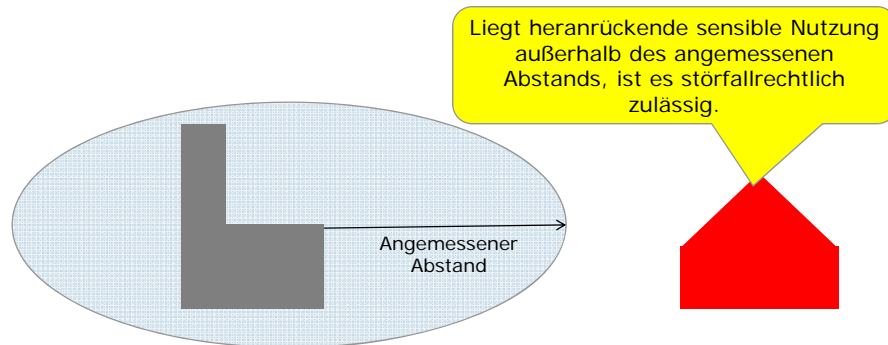 Liegt heranrückende sensible Nutzung
außerhalb des angemessenen
Abstands, ist es störfallrechtlich
zulässig.
Angemessener
Abstand